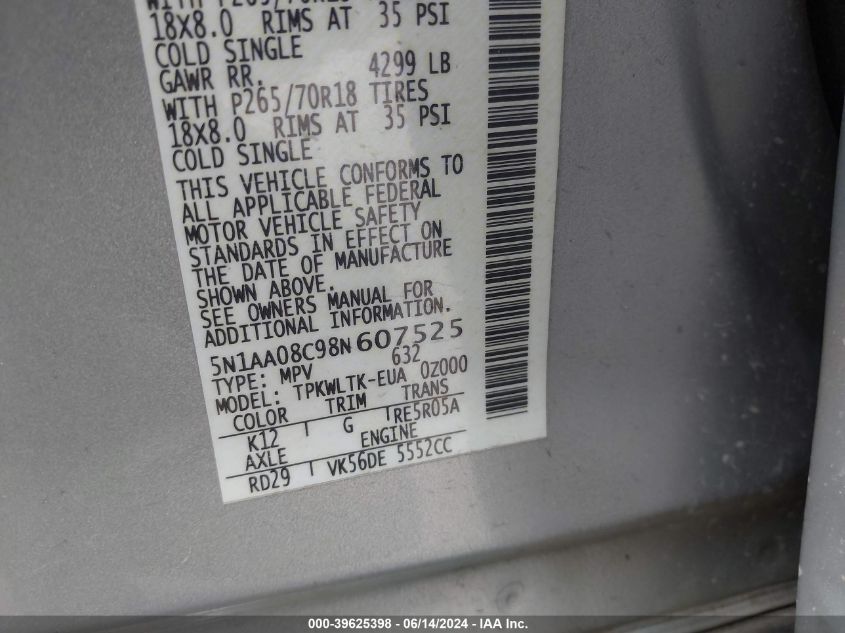 WITH P265/70R18
18X8.0 RIMS AT 35 PSI
COLD SINGLE
GAWR RR. 4299 LB
WITH P265/70R18 TIRES
18X8.0 RIMS AT 35 PSI
COLD SINGLE
THIS VEHICLE CONFORMS TO
ALL APPLICABLE FEDERAL
MOTOR VEHICLE SAFETY
STANDARDS IN EFFECT ON
THE DATE OF MANUFACTURE
SHOWN ABOVE.
SEE OWNERS MANUAL FOR
ADDITIONAL INFORMATION.
5N1AA08C98N607525
TYPE: MPV 632
MODEL: TPKWLTK-EUA 0Z000
COLOR TRIM TRANS
K12 G RE5R05A
AXLE ENGINE
RD29 VK56DE 5552CC
000-39625398 - 06/14/2024 - IAA Inc.